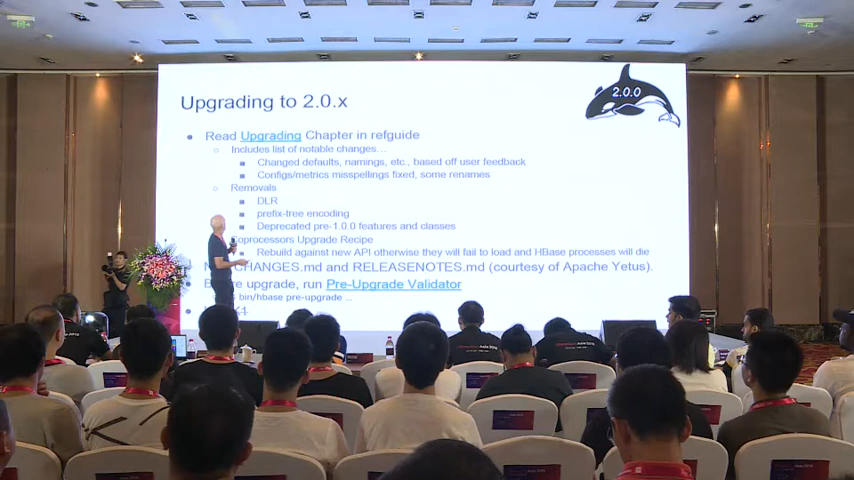 2.0.0
Upgrading to 2.0.x
Read Upgrading Chapter in refguide
Includes list of notable changes…
Changed defaults, namings, etc., based off user feedback
Configs/metrics misspellings fixed, some renames
Removals
DLR
prefix-tree encoding
Deprecated pre-1.0.0 features and classes
oprocessors Upgrade Recipe
Rebuild against new API otherwise they will fail to load and HBase processes will die
CHANGES.md and RELEASENOTES.md (courtesy of Apache Yetus).
upgrade, run Pre-Upgrade Validator
bin/hbase pre-upgrade ...